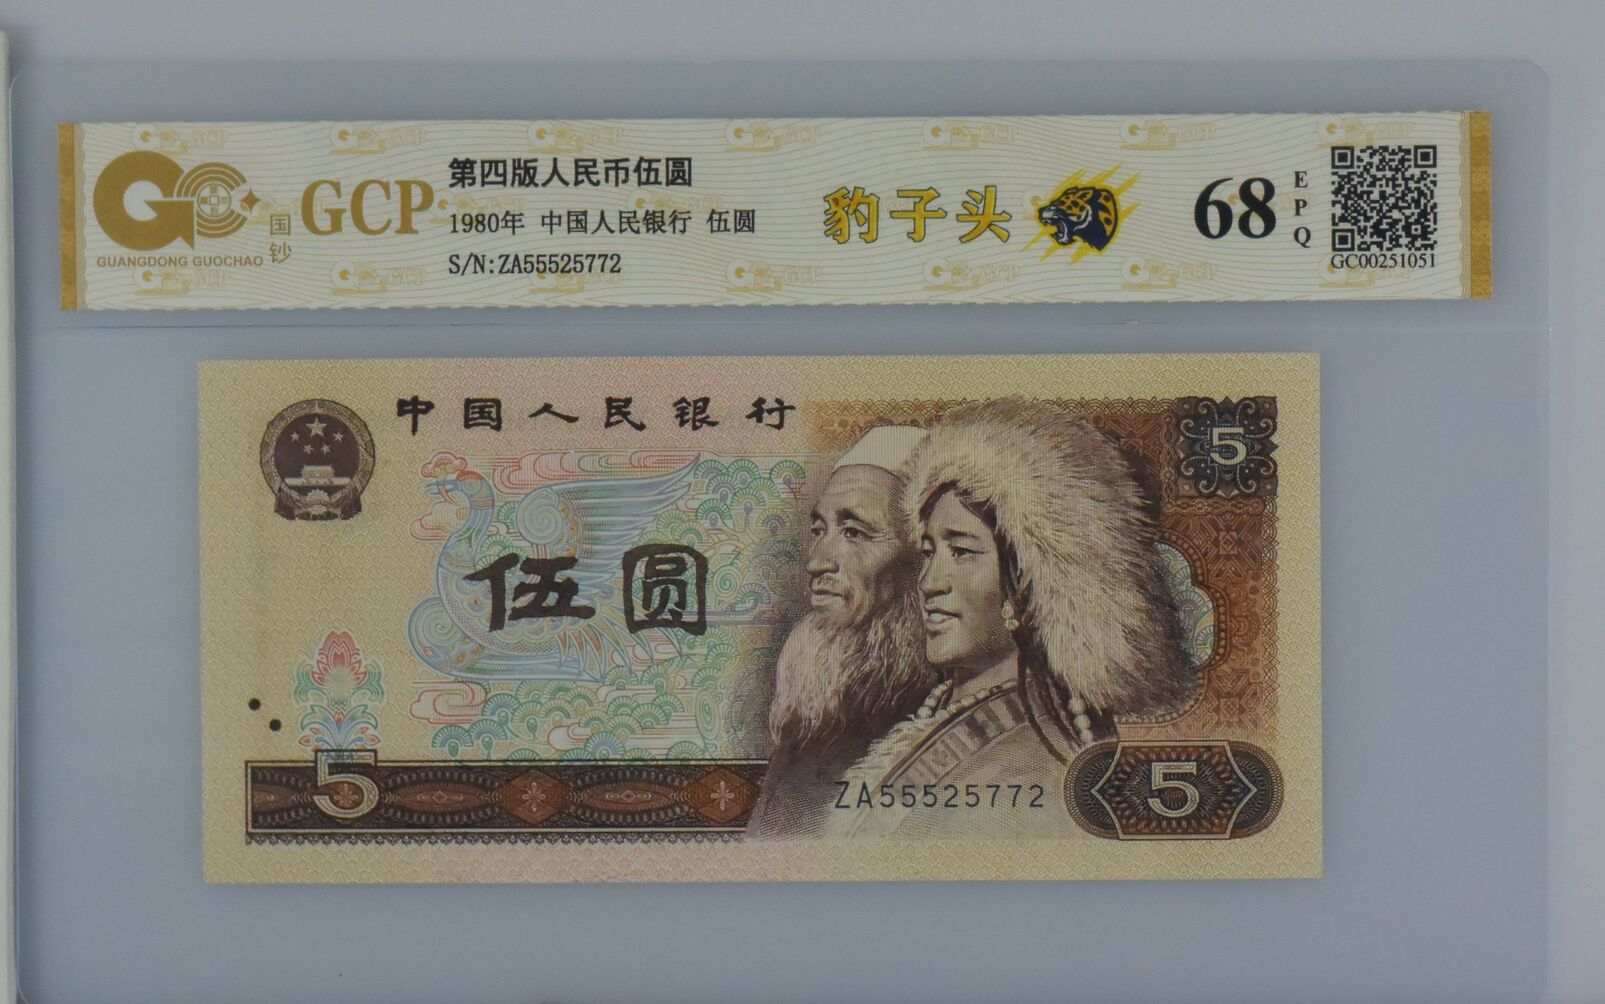 GCP
国钞
GUANGDONG GUOCHAO
第四版人民币伍圆
1980年 中国人民银行 伍圆
S/N:ZA55525772
豹子头
68
EPQ
GC00251051
中国人民银行
5
伍圆
5
ZA55525772
5